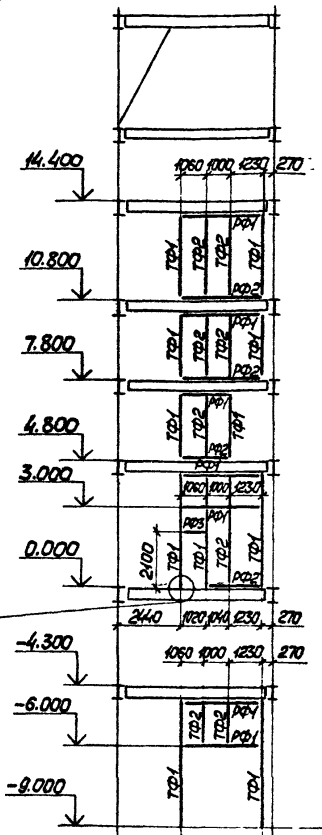 14.400
1060 1000 1230 270
ТФ1 ТФ2 ТФ2 РФ1 ТФ1
РФ2
10.800
ТФ1 ТФ2 ТФ2 РФ1 ТФ1
РФ2
7.800
ТФ1 ТФ2 РФ1 ТФ1
РФ2
4.800
РФ1
3.000
1060 1000 1230
РФ3 РФ1
2100
ТФ1 ТФ1 ТФ2 ТФ1
РФ2
0.000
2440 1020 1040 1230 270
1060 1000 1230 270
-4.300
ТФ2 ТФ2 РФ1
РФ1
-6.000
ТФ1 ТФ1
-9.000